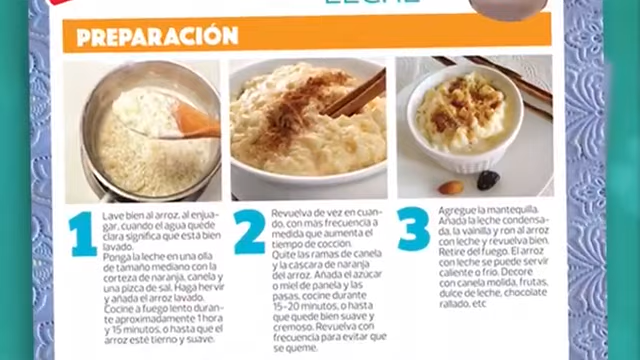 LECHE
PREPARACIÓN
1
Lave bien al arroz, al enjua-
gar, cuando el agua quede
clara significa que está bien
lavado.
Ponga la leche en una olla
de tamaño mediano con la
corteza de naranja, canela y
una pizca de sal. Haga hervir
y añada el arroz lavado.
Cocine a fuego lento duran-
te aproximadamente 1 hora
y 15 minutos, o hasta que el
arroz esté tierno y suave.
2
Revuelva de vez en cuan-
do, con mas frecuencia a
medida que aumenta el
tiempo de cocción.
Quite las ramas de canela
y la cáscara de naranja
del arroz. Añada el azúcar
o miel de panela y las
pasas, cocine durante
15-20 minutos, o hasta
que quede bien suave y
cremoso. Revuelva con
frecuencia para evitar que
se queme.
3
Agregue la mantequilla.
Añada la leche condensa-
da, la vainilla y ron al arroz
con leche y revuelva bien.
Retire del fuego. El arroz
con leche se puede servir
caliente o frio. Decore
con canela molida, frutas,
dulce de leche, chocolate
rallado, etc